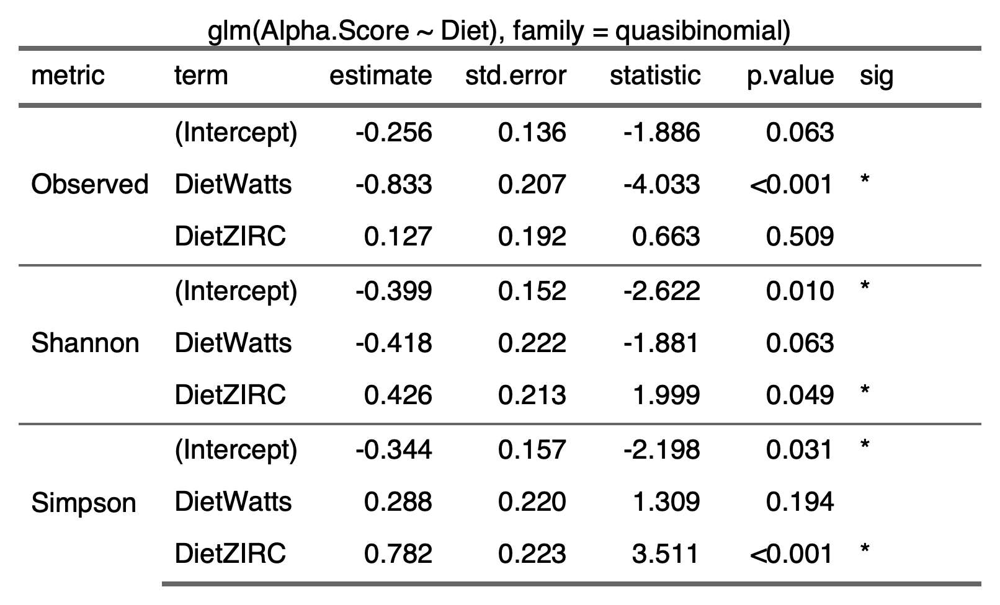 glm(Alpha.Score ~ Diet), family = quasibinomial)
metric term estimate std.error statistic p.value sig
(Intercept) -0.256 0.136 -1.886 0.063
Observed DietWatts -0.833 0.207 -4.033 <0.001 *
DietZIRC 0.127 0.192 0.663 0.509
(Intercept) -0.399 0.152 -2.622 0.010 *
Shannon DietWatts -0.418 0.222 -1.881 0.063
DietZIRC 0.426 0.213 1.999 0.049 *
(Intercept) -0.344 0.157 -2.198 0.031 *
Simpson DietWatts 0.288 0.220 1.309 0.194
DietZIRC 0.782 0.223 3.511 <0.001 *